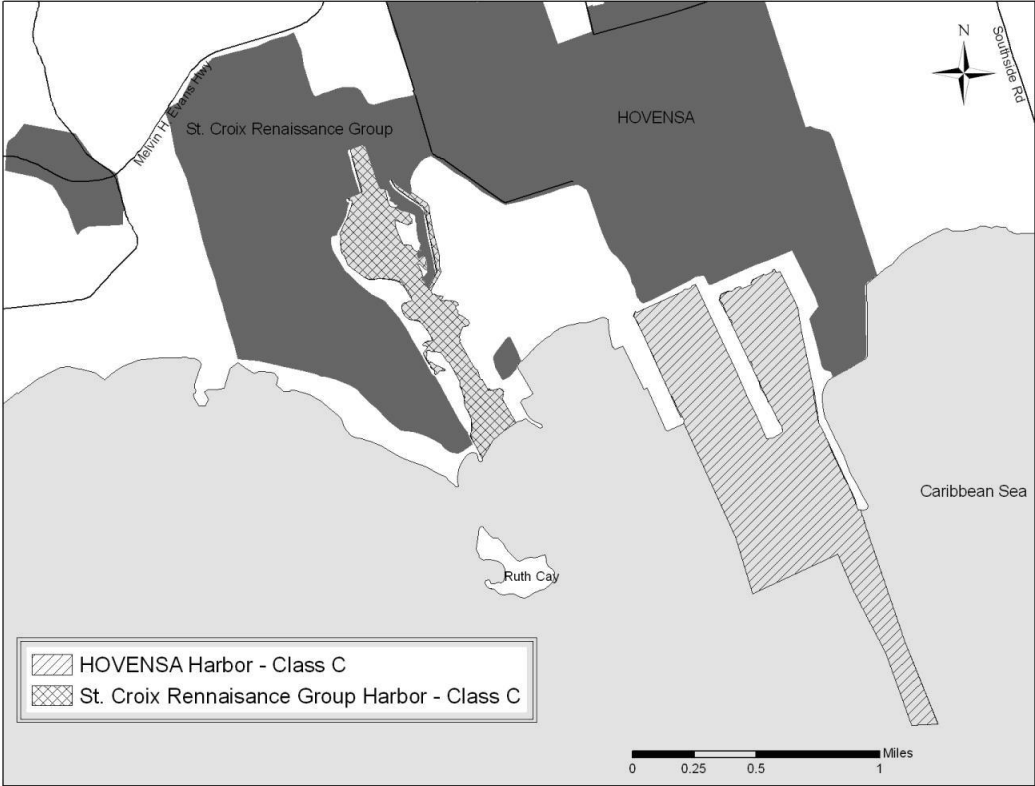 N
Southside Rd
Melvin H. Evans Hwy
St. Croix Renaissance Group
HOVENSA
Caribbean Sea
Ruth Cay
HOVENSA Harbor - Class C
St. Croix Rennaisance Group Harbor - Class C
Miles
0 0.25 0.5 1